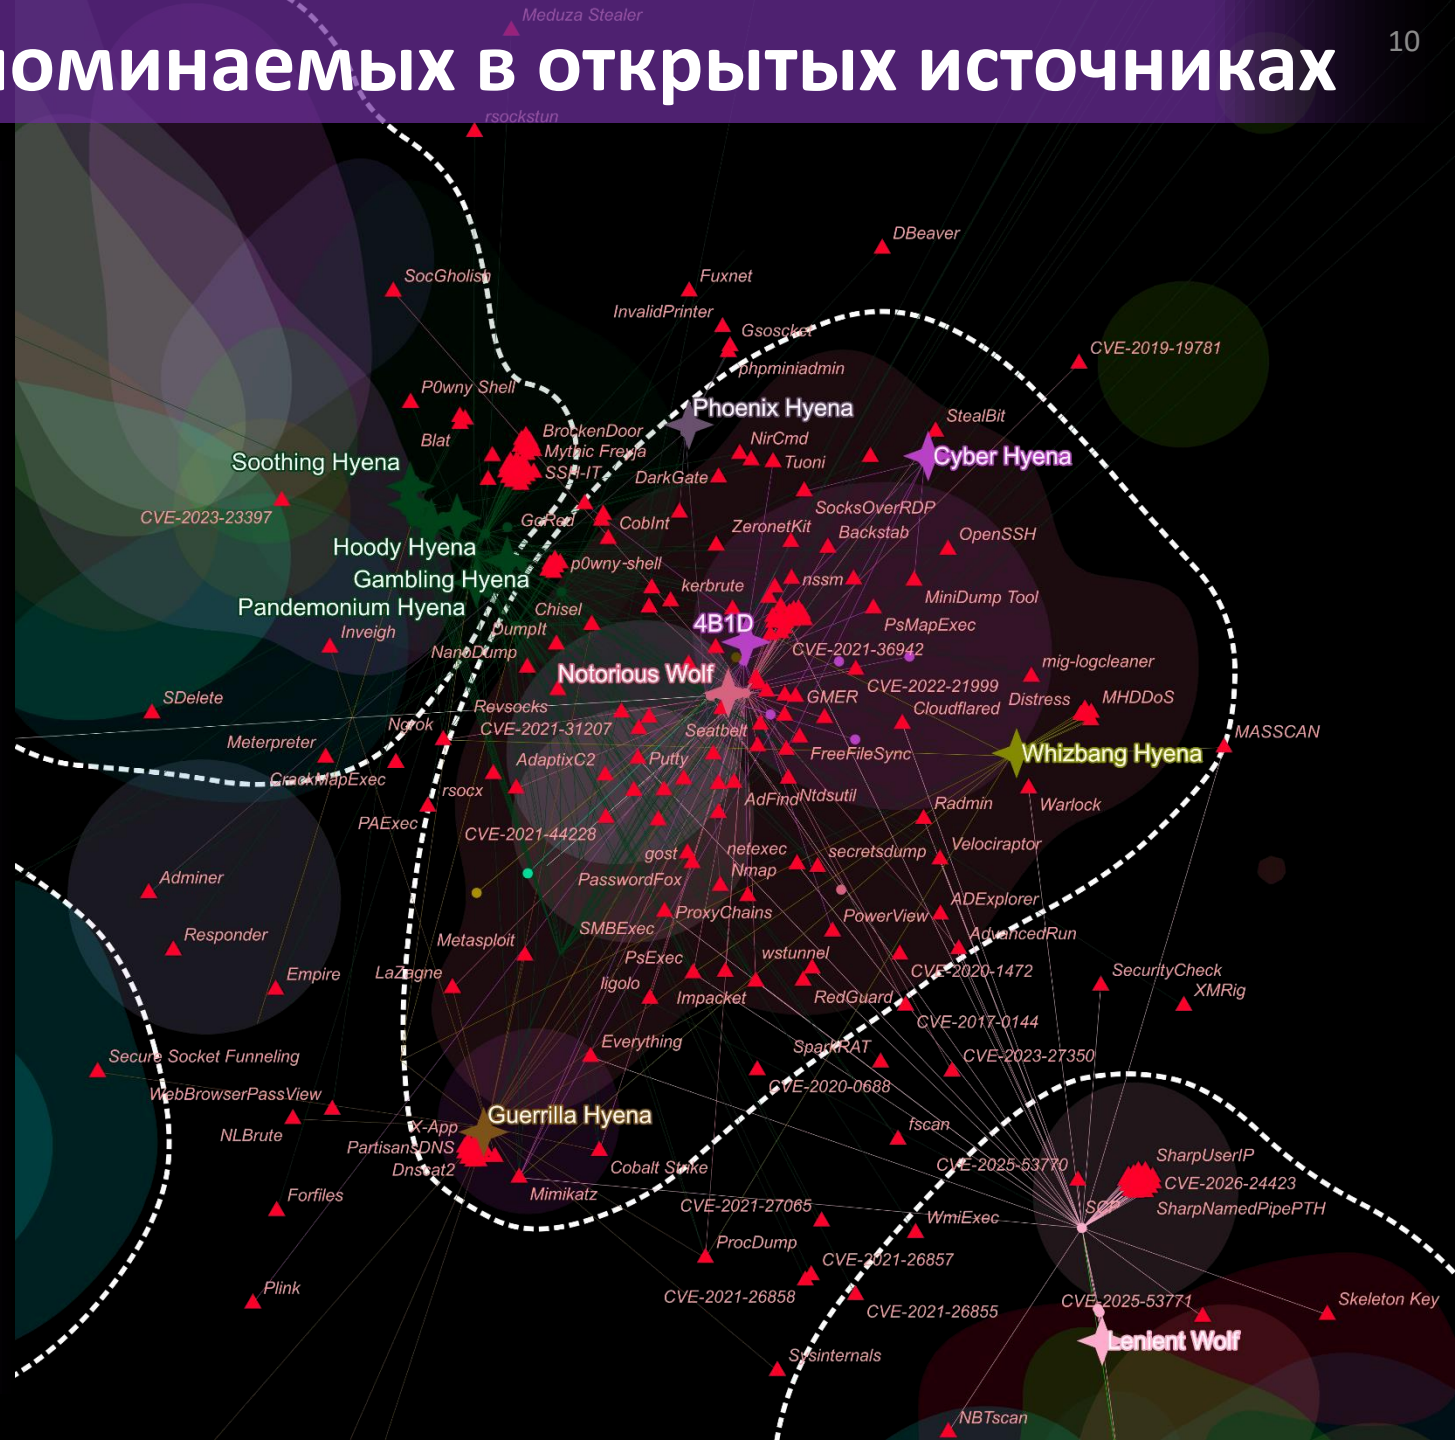 Meduza Stealer
10
поминаемых в открытых источниках
rsockstun
DBeaver
SocGholish
Fuxnet
InvalidPrinter
Gsoscket
CVE-2019-19781
phpminiadmin
P0wny Shell
Phoenix Hyena
StealBit
Blat
BrockenDoor
NirCmd
Mythic Freyja
Cyber Hyena
Soothing Hyena
SSH-IT
DarkGate
Tuoni
CVE-2023-23397
GoRed
CobInt
SocksOverRDP
ZeronetKit
Backstab
OpenSSH
Hoody Hyena
p0wny-shell
Gambling Hyena
kerbrute
nssm
MiniDump Tool
Pandemonium Hyena
Chisel
4B1D
PsMapExec
Inveigh
DumpIt
NanoDump
CVE-2021-36942
mig-logcleaner
Notorious Wolf
CVE-2022-21999
SDelete
Revsocks
GMER
Cloudflared
Distress
MHDDoS
Ngrok
CVE-2021-31207
Seatbelt
MASSCAN
Meterpreter
AdaptixC2
Putty
FreeFileSync
Whizbang Hyena
CrackMapExec
rsocx
AdFind
Ntdsutil
Radmin
Warlock
PAExec
CVE-2021-44228
gost
netexec
secretsdump
Velociraptor
Adminer
PasswordFox
Nmap
ADExplorer
ProxyChains
PowerView
Responder
Metasploit
SMBExec
AdvancedRun
Empire
LaZagne
PsExec
wstunnel
CVE-2020-1472
SecurityCheck
ligolo
Impacket
RedGuard
XMRig
CVE-2017-0144
Everything
SparkRAT
Secure Socket Funneling
CVE-2023-27350
CVE-2020-0688
WebBrowserPassView
NLBrute
X-App
Guerrilla Hyena
fscan
PartisansDNS
Dnscat2
Cobalt Strike
CVE-2025-53770
SharpUserIP
CVE-2026-24423
Forfiles
Mimikatz
CVE-2021-27065
SCP
SharpNamedPipePTH
WmiExec
ProcDump
CVE-2021-26857
Plink
CVE-2021-26858
CVE-2021-26855
CVE-2025-53771
Skeleton Key
Lenient Wolf
Sysinternals
NBTscan